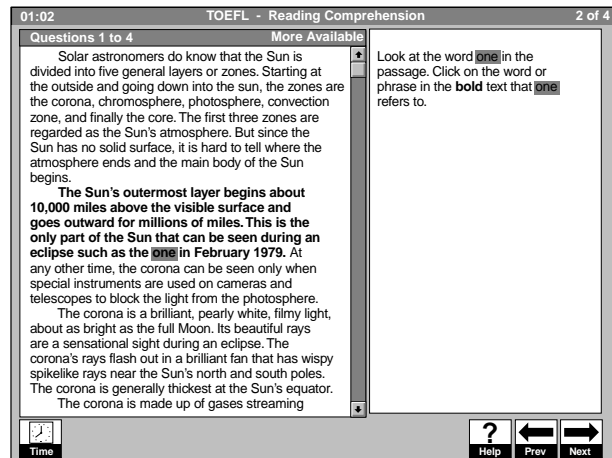 01:02 TOEFL - Reading Comprehension 2 of 4
Questions 1 to 4 More Available
Solar astronomers do know that the Sun is
divided into five general layers or zones. Starting at
the outside and going down into the sun, the zones are
the corona, chromosphere, photosphere, convection
zone, and finally the core. The first three zones are
regarded as the Sun's atmosphere. But since the
Sun has no solid surface, it is hard to tell where the
atmosphere ends and the main body of the Sun
begins.
The Sun's outermost layer begins about
10,000 miles above the visible surface and
goes outward for millions of miles. This is the
only part of the Sun that can be seen during an
eclipse such as the one in February 1979. At
any other time, the corona can be seen only when
special instruments are used on cameras and
telescopes to block the light from the photosphere.
The corona is a brilliant, pearly white, filmy light,
about as bright as the full Moon. Its beautiful rays
are a sensational sight during an eclipse. The
corona's rays flash out in a brilliant fan that has wispy
spikelike rays near the Sun's north and south poles.
The corona is generally thickest at the Sun's equator.
The corona is made up of gases streaming
Look at the word one in the
passage. Click on the word or
phrase in the bold text that one
refers to.
Time
?
Help Prev Next